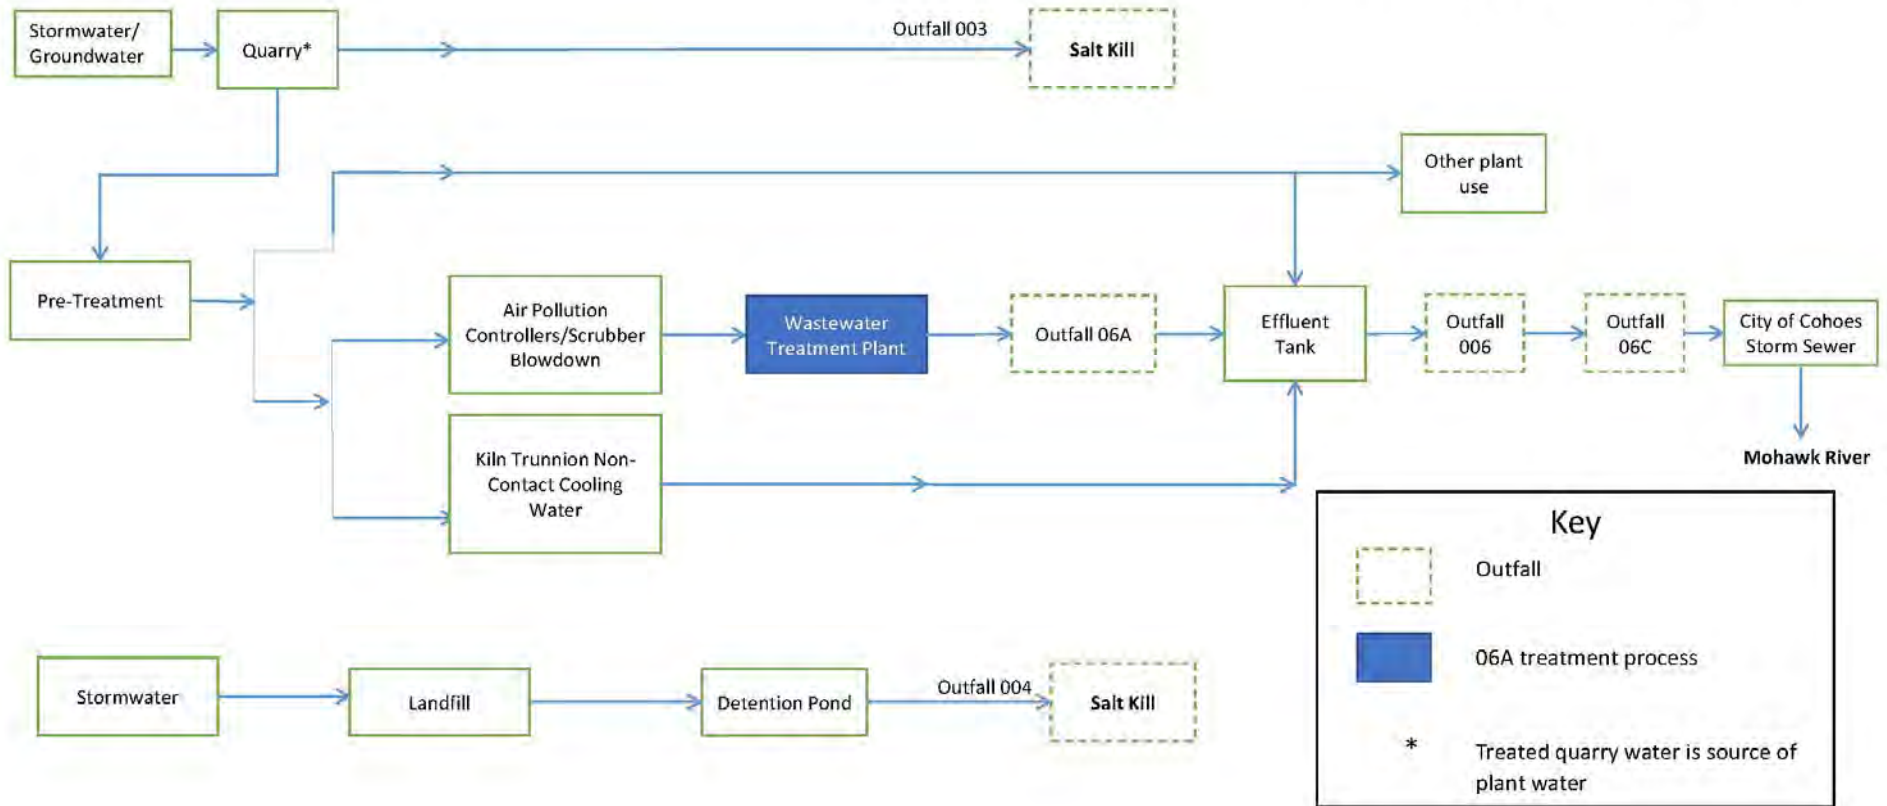 Stormwater/
Groundwater
Quarry*
Outfall 003
Salt Kill
Other plant
use
Pre-Treatment
Air Pollution
Controllers/Scrubber
Blowdown
Wastewater
Treatment Plant
Outfall 06A
Effluent
Tank
Outfall
006
Outfall
06C
City of Cohoes
Storm Sewer
Kiln Trunnion Non-
Contact Cooling
Water
Mohawk River
Key
Outfall
06A treatment process
* Treated quarry water is source of
plant water
Stormwater
Landfill
Detention Pond
Outfall 004
Salt Kill